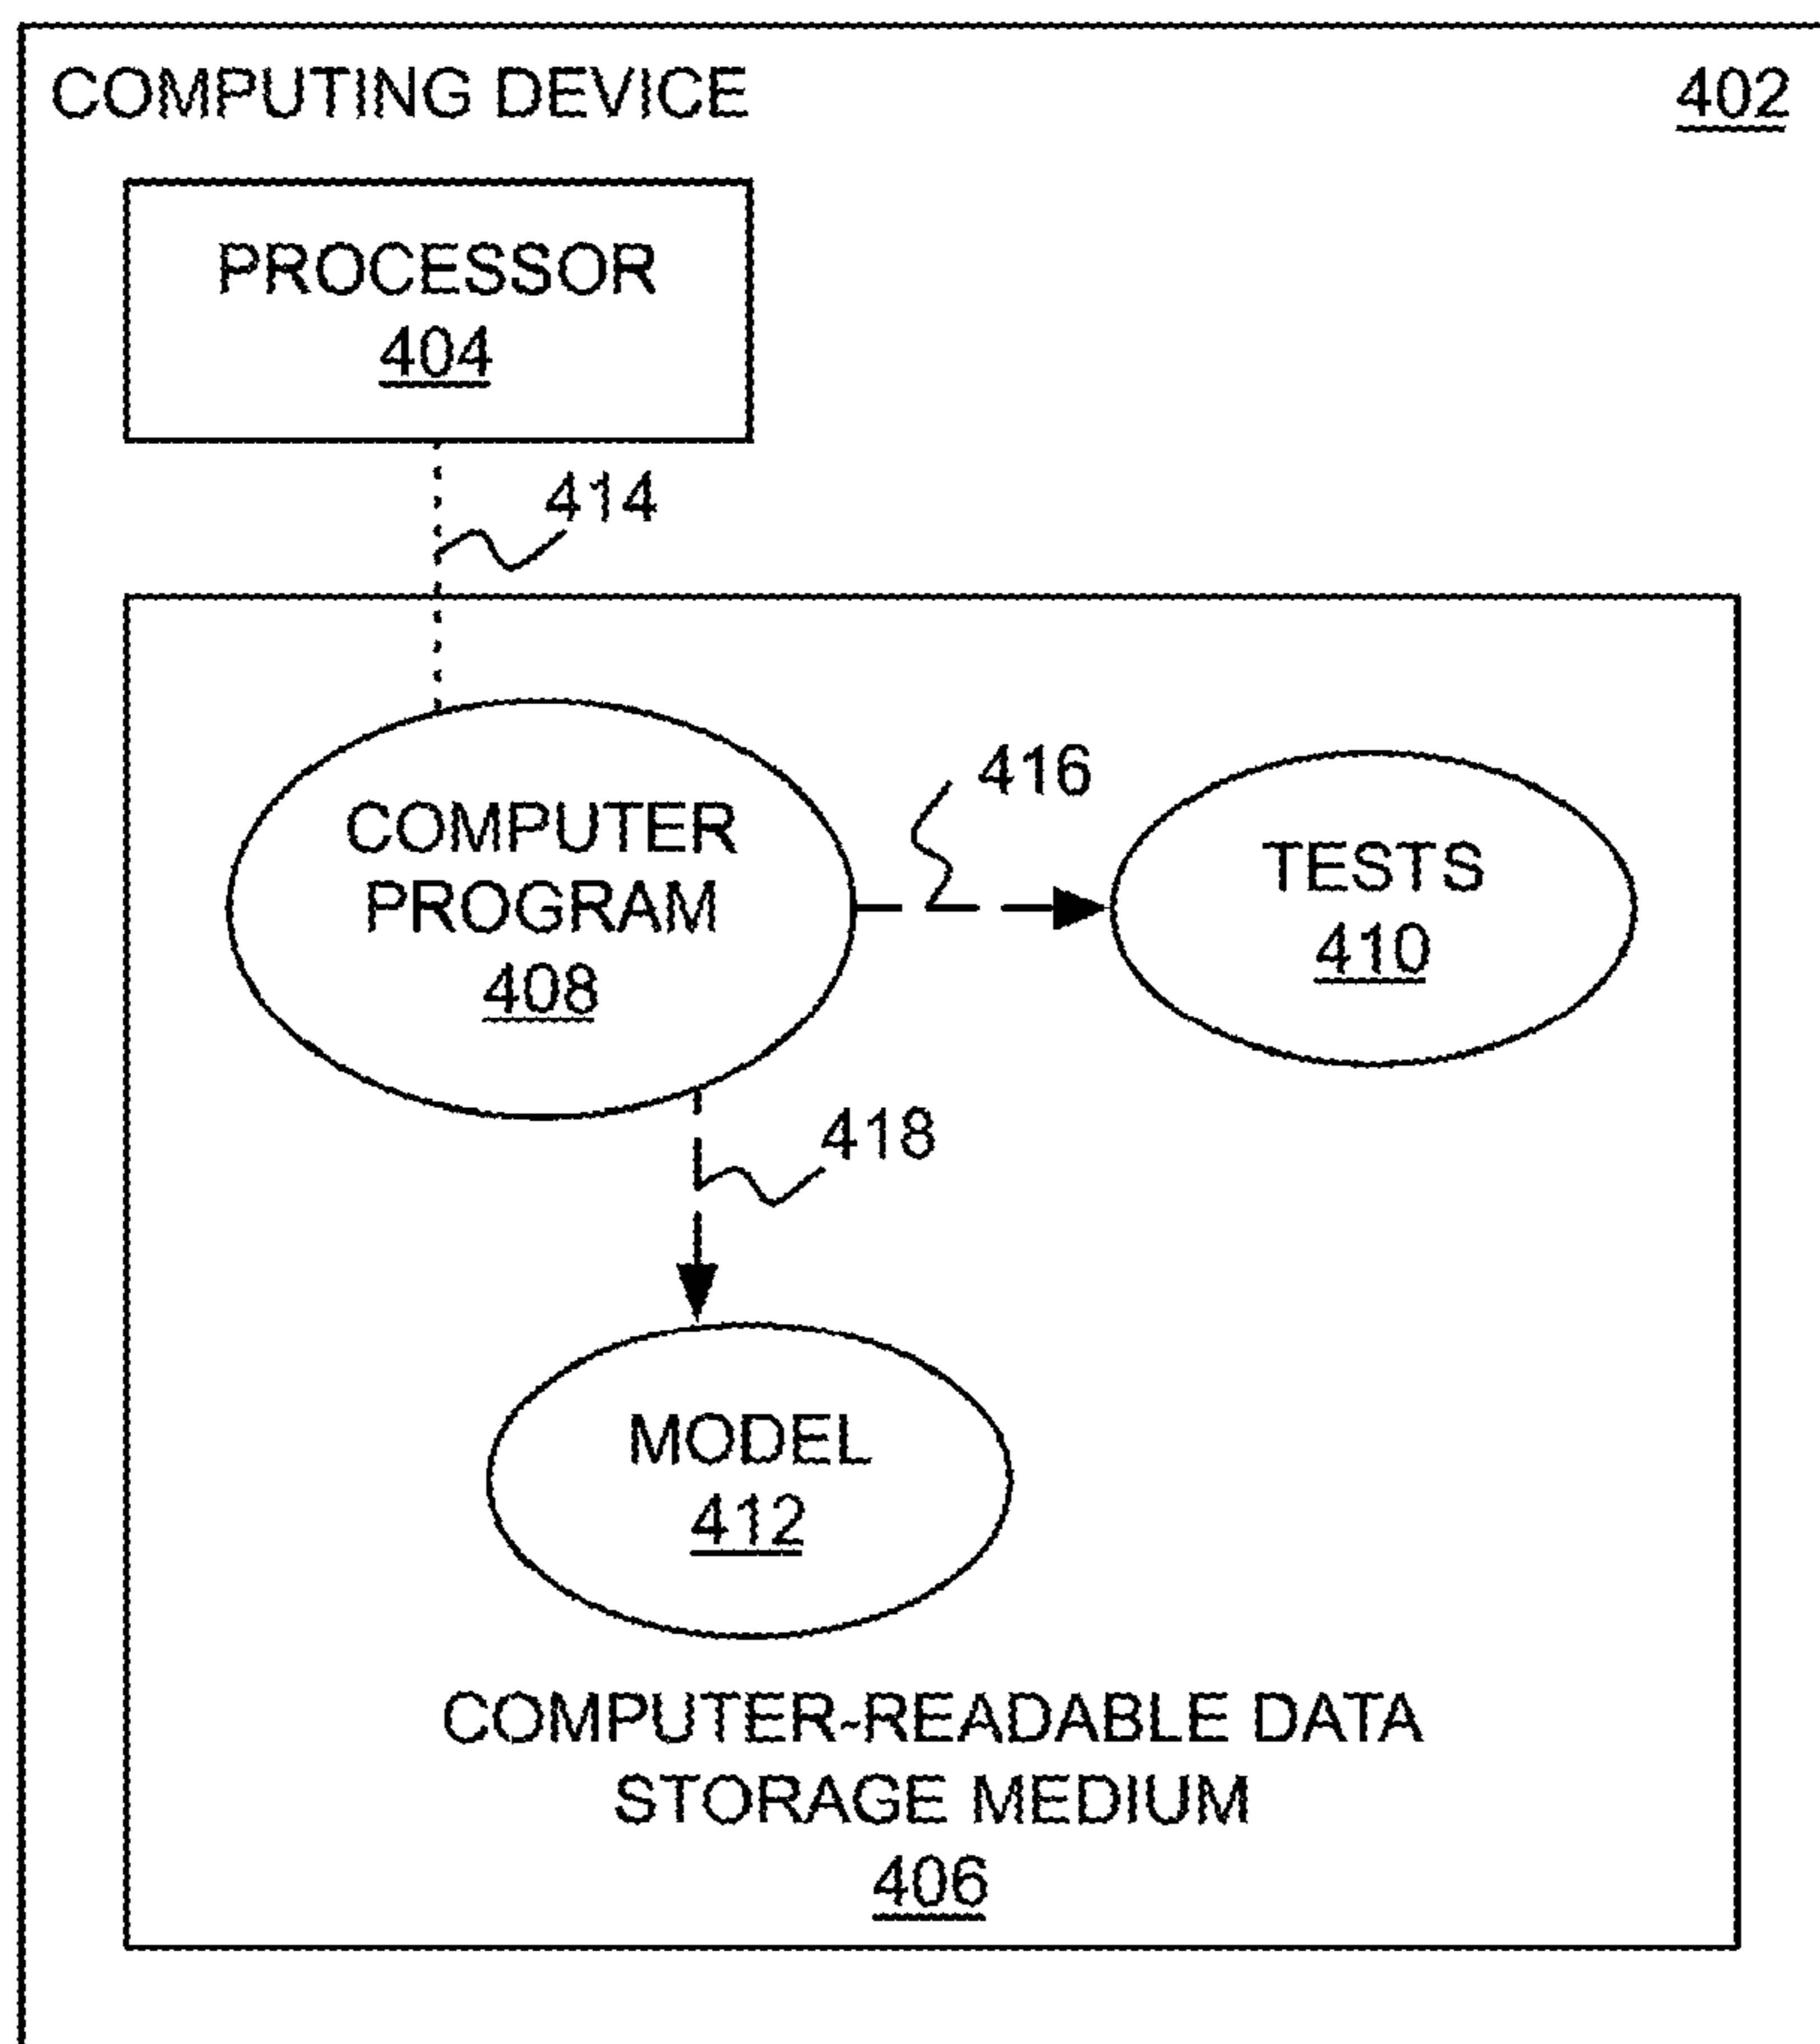 COMPUTING DEVICE 402
PROCESSOR
404
414
COMPUTER
PROGRAM
408
416
TESTS
410
418
MODEL
412
COMPUTER-READABLE DATA
STORAGE MEDIUM
406